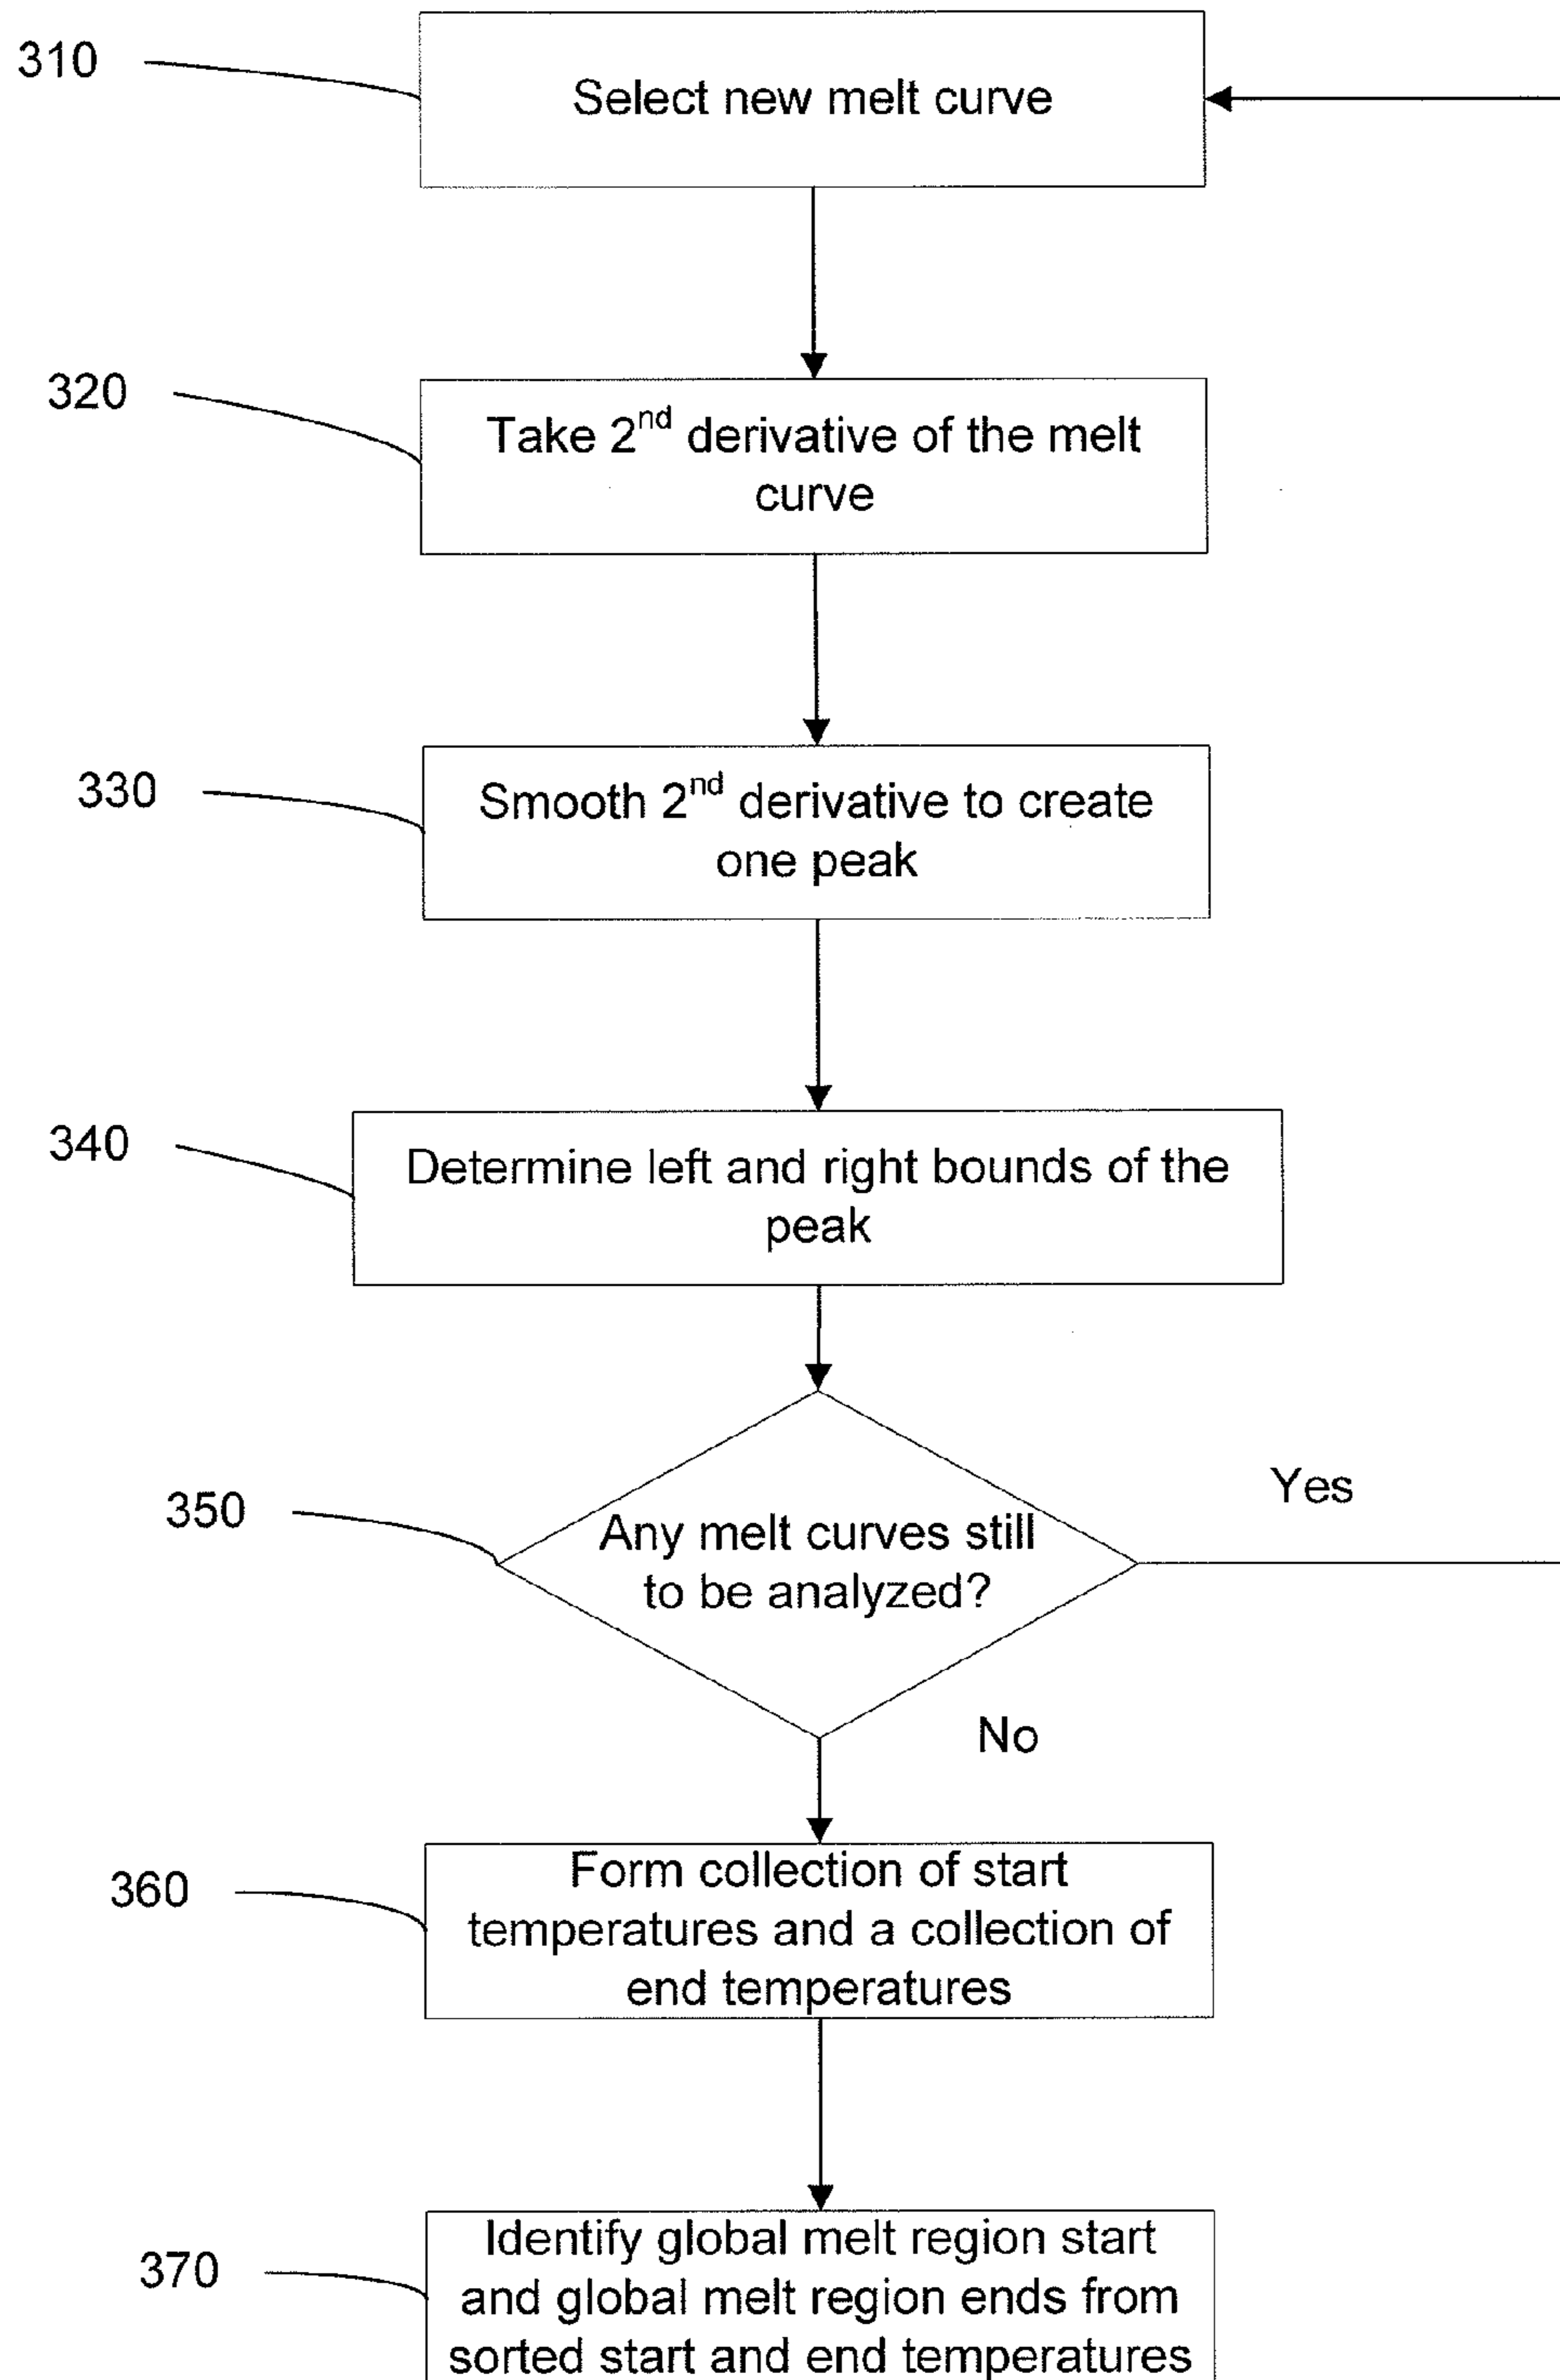 310
Select new melt curve
320
Take 2nd derivative of the melt
curve
330
Smooth 2nd derivative to create
one peak
340
Determine left and right bounds of the
peak
350
Any melt curves still
to be analyzed?
Yes
No
360
Form collection of start
temperatures and a collection of
end temperatures
370
Identify global melt region start
and global melt region ends from
sorted start and end temperatures